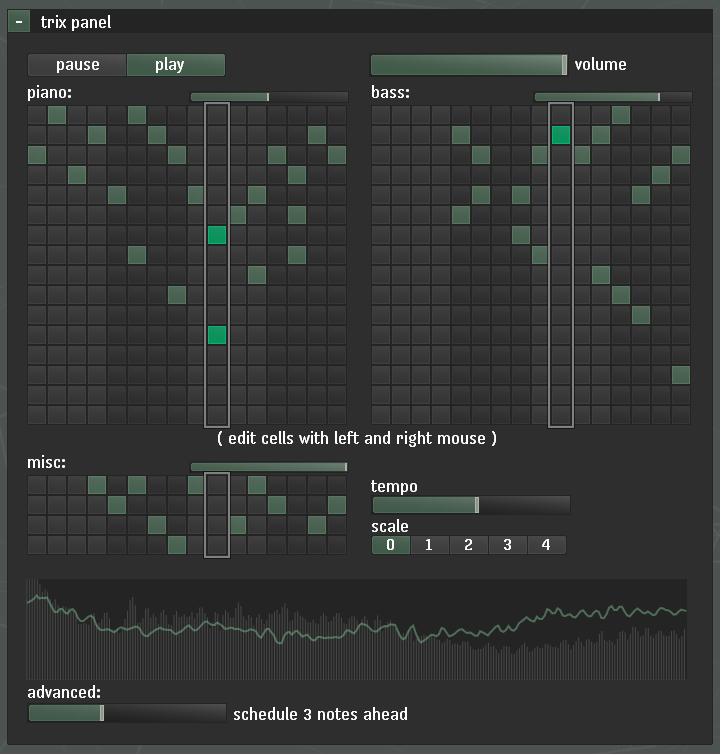 - trix panel
pause play
volume
piano:
bass:
( edit cells with left and right mouse )
misc:
tempo
scale
0 1 2 3 4
advanced:
schedule 3 notes ahead